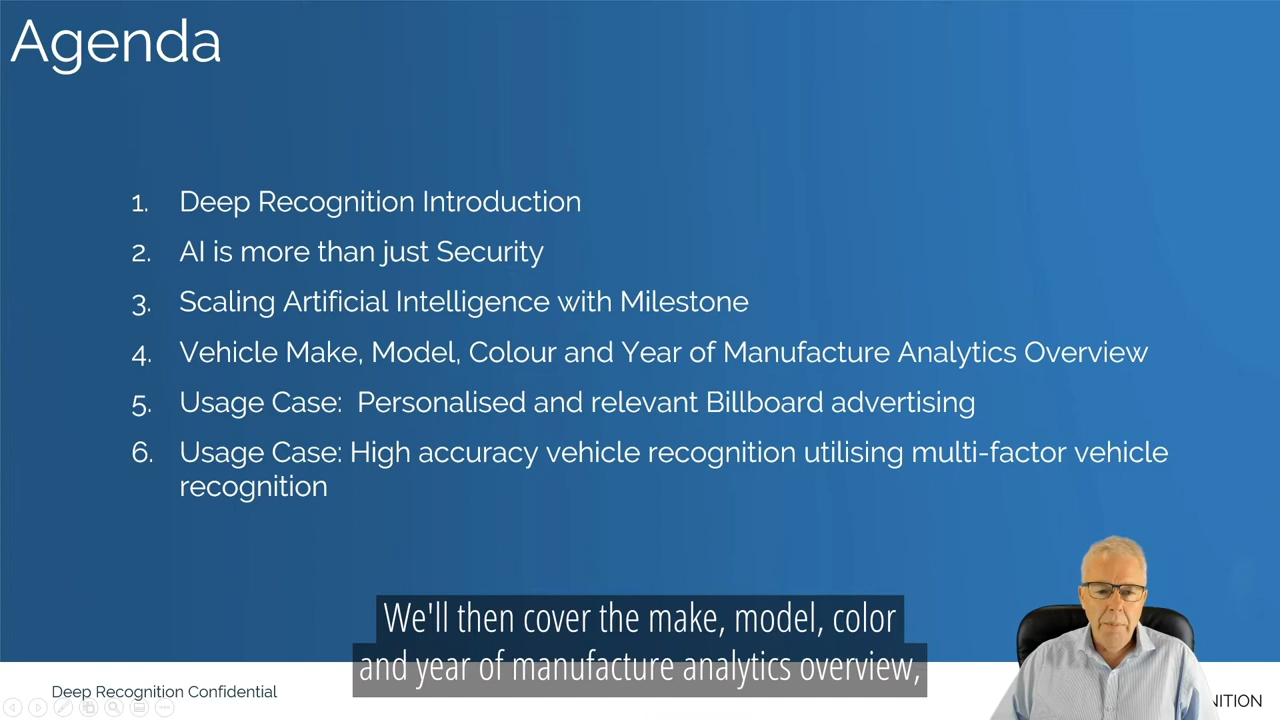 Agenda
1. Deep Recognition Introduction
2. AI is more than just Security
3. Scaling Artificial Intelligence with Milestone
4. Vehicle Make, Model, Colour and Year of Manufacture Analytics Overview
5. Usage Case:  Personalised and relevant Billboard advertising
6. Usage Case: High accuracy vehicle recognition utilising multi-factor vehicle
recognition
We'll then cover the make, model, color
and year of manufacture analytics overview,
Deep Recognition Confidential
NITION